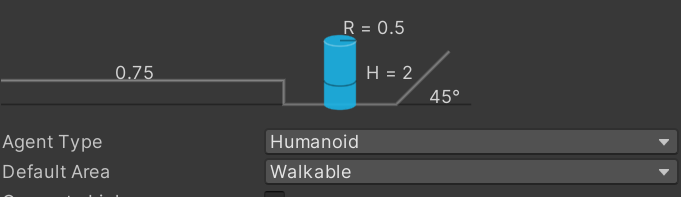 R = 0.5
0.75
H = 2
45°
Agent Type
Humanoid
Default Area
Walkable